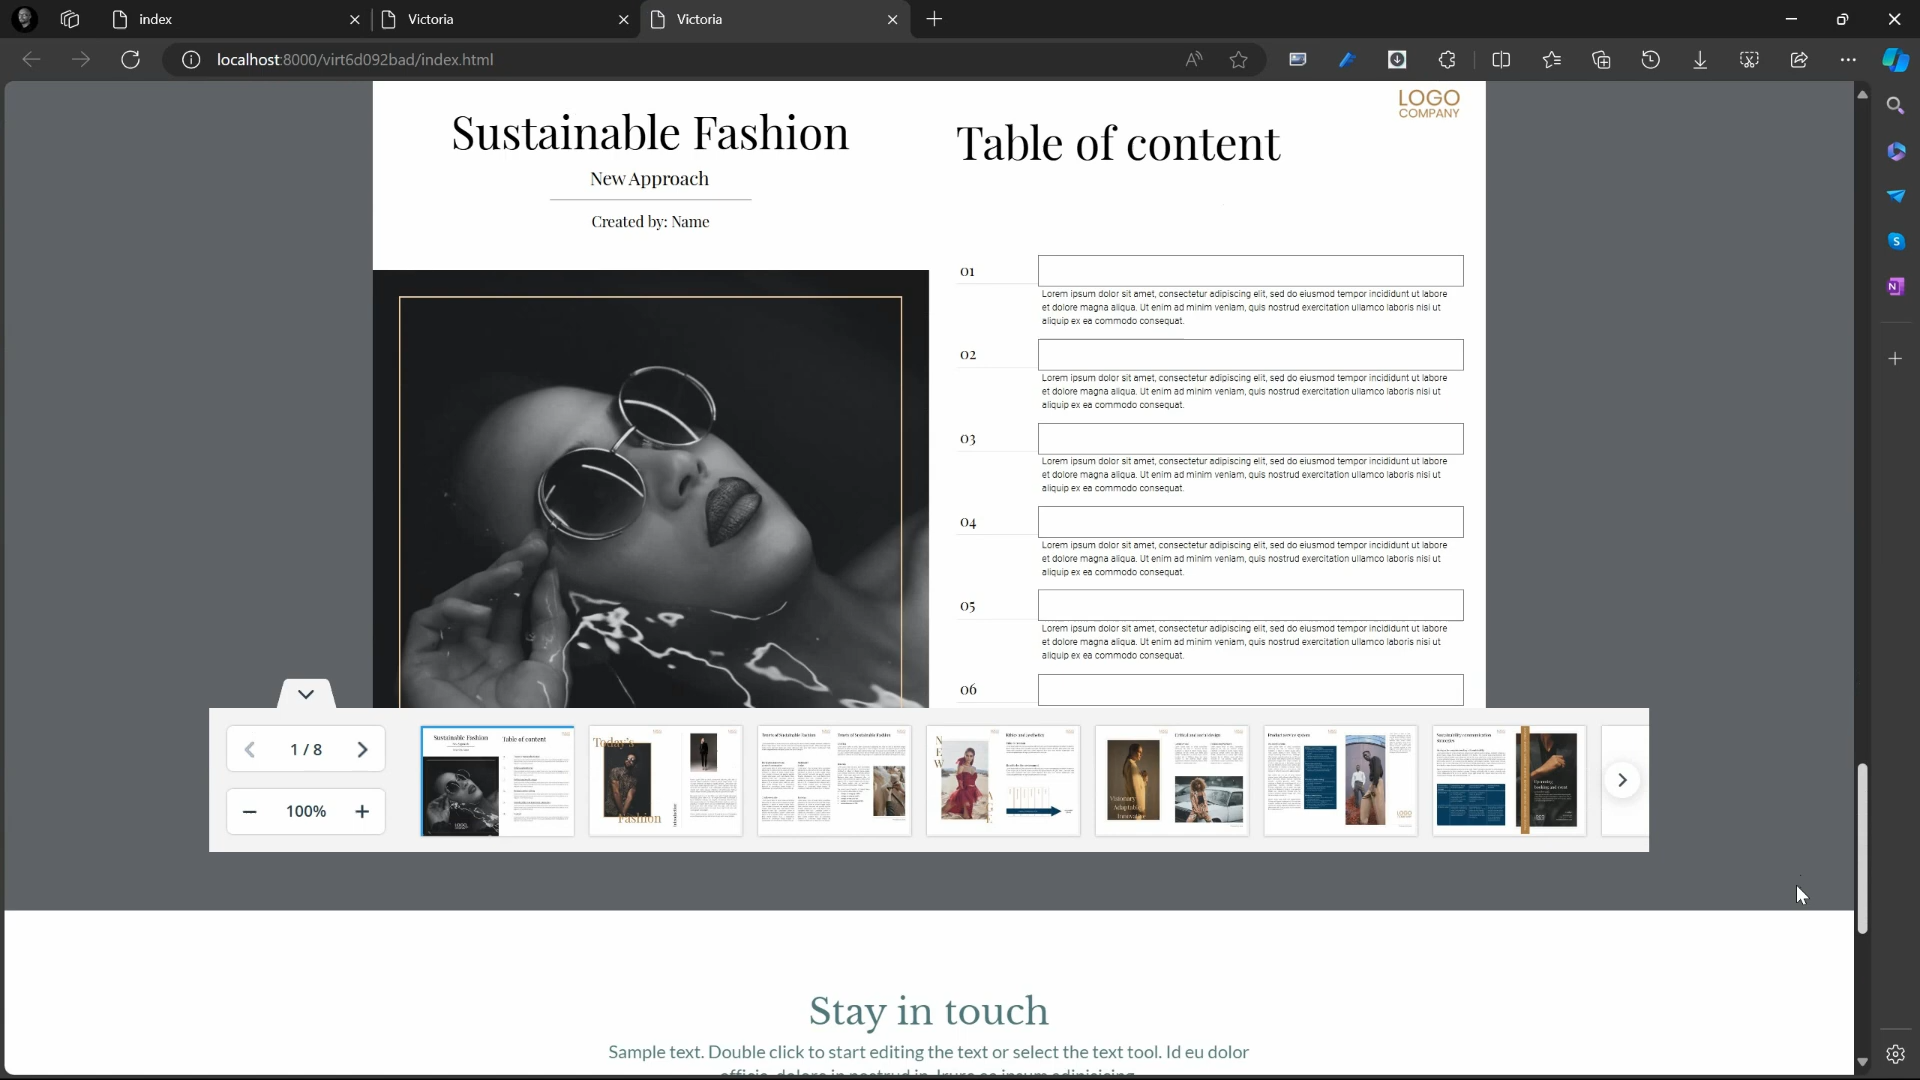 index
Victoria
Victoria
localhost:8000/virt6d092bad/index.html
Sustainable Fashion
New Approach
Created by: Name
LOGO
COMPANY
Table of content
01
Lorem ipsum dolor sit amet, consectetur adipiscing elit, sed do eiusmod tempor incididunt ut labore
et dolore magna aliqua. Ut enim ad minim veniam, quis nostrud exercitation ullamco laboris nisi ut
aliquip ex ea commodo consequat.
02
Lorem ipsum dolor sit amet, consectetur adipiscing elit, sed do eiusmod tempor incididunt ut labore
et dolore magna aliqua. Ut enim ad minim veniam, quis nostrud exercitation ullamco laboris nisi ut
aliquip ex ea commodo consequat.
03
Lorem ipsum dolor sit amet, consectetur adipiscing elit, sed do eiusmod tempor incididunt ut labore
et dolore magna aliqua. Ut enim ad minim veniam, quis nostrud exercitation ullamco laboris nisi ut
aliquip ex ea commodo consequat.
04
Lorem ipsum dolor sit amet, consectetur adipiscing elit, sed do eiusmod tempor incididunt ut labore
et dolore magna aliqua. Ut enim ad minim veniam, quis nostrud exercitation ullamco laboris nisi ut
aliquip ex ea commodo consequat.
05
Lorem ipsum dolor sit amet, consectetur adipiscing elit, sed do eiusmod tempor incididunt ut labore
et dolore magna aliqua. Ut enim ad minim veniam, quis nostrud exercitation ullamco laboris nisi ut
aliquip ex ea commodo consequat.
06
1 / 8
100%
Sustainable Fashion
Table of content
Today's
Fashion
NEW
Visionary
Adaptable
Innovative
Stay in touch
Sample text. Double click to start editing the text or select the text tool. Id eu dolor